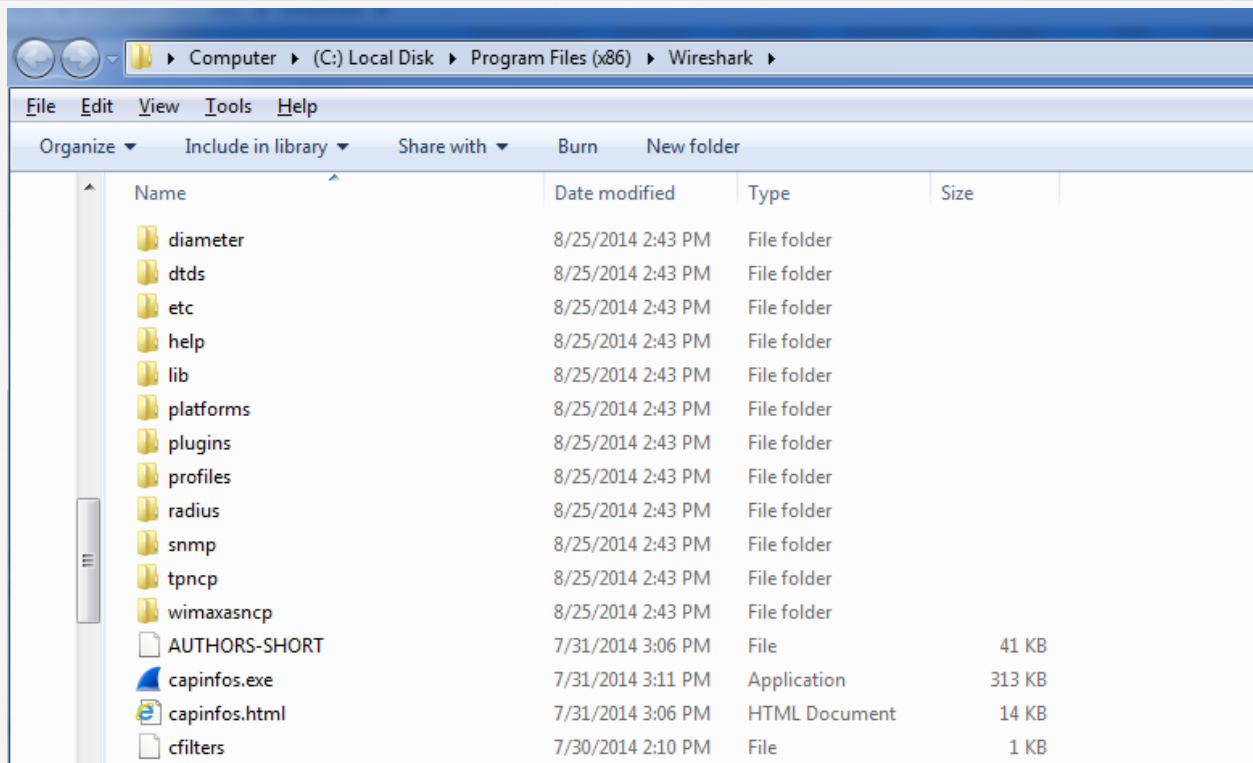 Computer (C:) Local Disk Program Files (x86) Wireshark
File Edit View Tools Help
Organize Include in library Share with Burn New folder
Name Date modified Type Size
diameter 8/25/2014 2:43 PM File folder
dtds 8/25/2014 2:43 PM File folder
etc 8/25/2014 2:43 PM File folder
help 8/25/2014 2:43 PM File folder
lib 8/25/2014 2:43 PM File folder
platforms 8/25/2014 2:43 PM File folder
plugins 8/25/2014 2:43 PM File folder
profiles 8/25/2014 2:43 PM File folder
radius 8/25/2014 2:43 PM File folder
snmp 8/25/2014 2:43 PM File folder
tpncp 8/25/2014 2:43 PM File folder
wimaxasncp 8/25/2014 2:43 PM File folder
AUTHORS-SHORT 7/31/2014 3:06 PM File 41 KB
capinfos.exe 7/31/2014 3:11 PM Application 313 KB
capinfos.html 7/31/2014 3:06 PM HTML Document 14 KB
cfilters 7/30/2014 2:10 PM File 1 KB